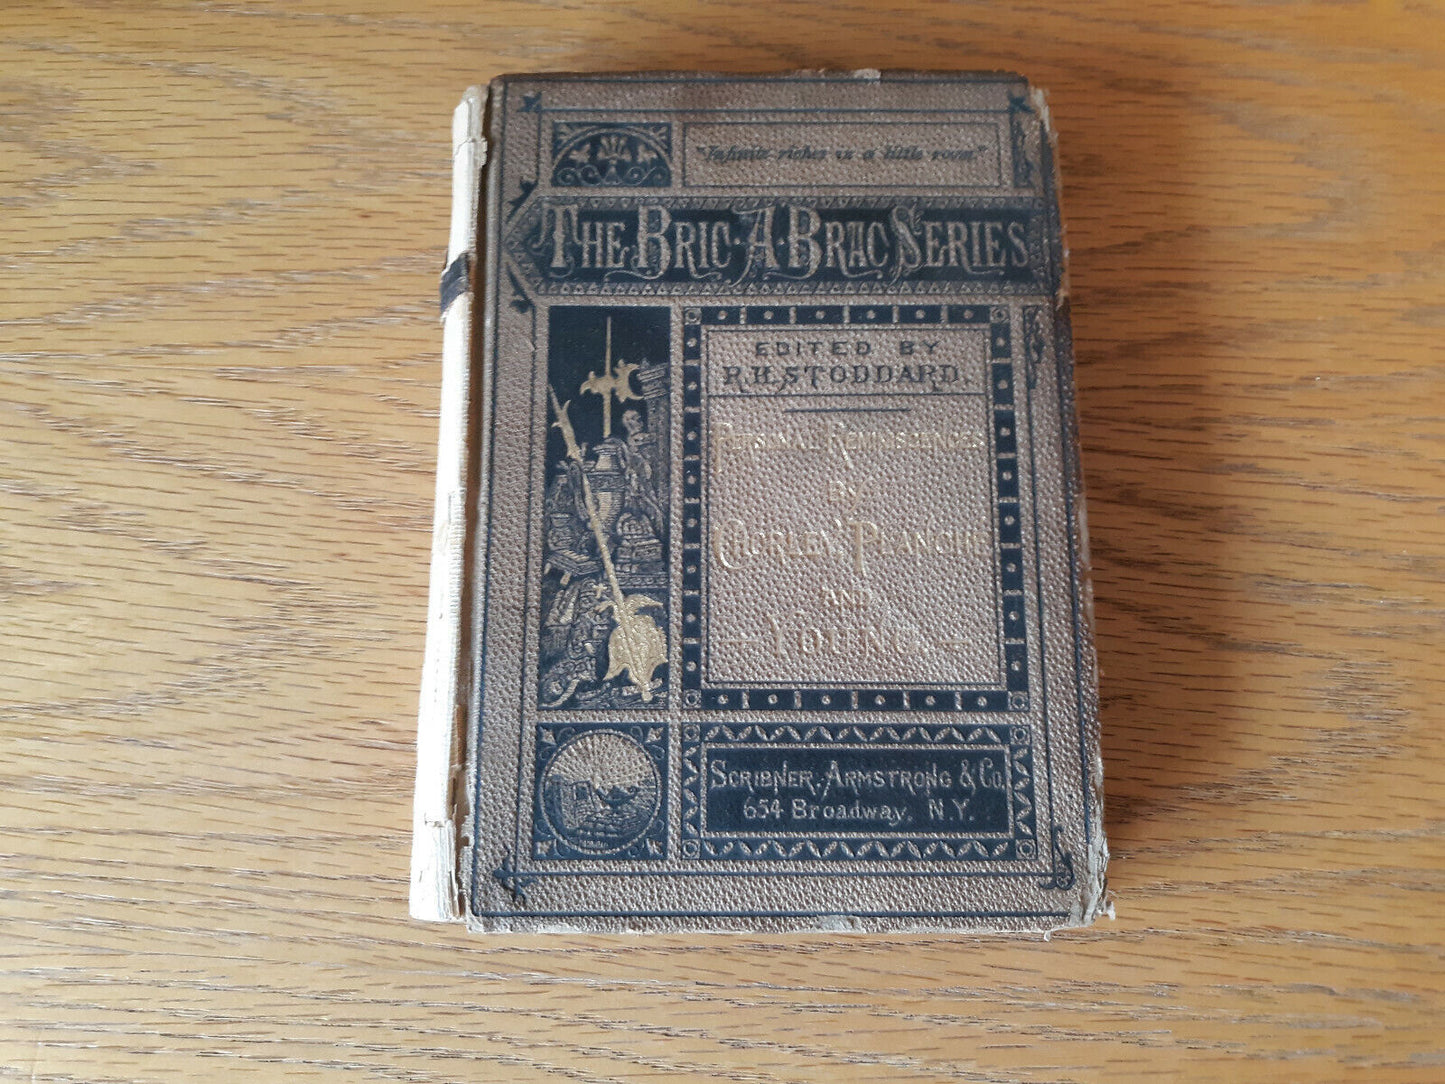 "Infinite riches in a little room."
THE BRIC-A-BRAC SERIES
EDITED BY
R.H. STODDARD.
PERSONAL REMINISCENCES
BY
CHORLEY, PLANCHÉ
AND
YOUNG
SCRIBNER, ARMSTRONG & Co.
654 Broadway, N.Y.